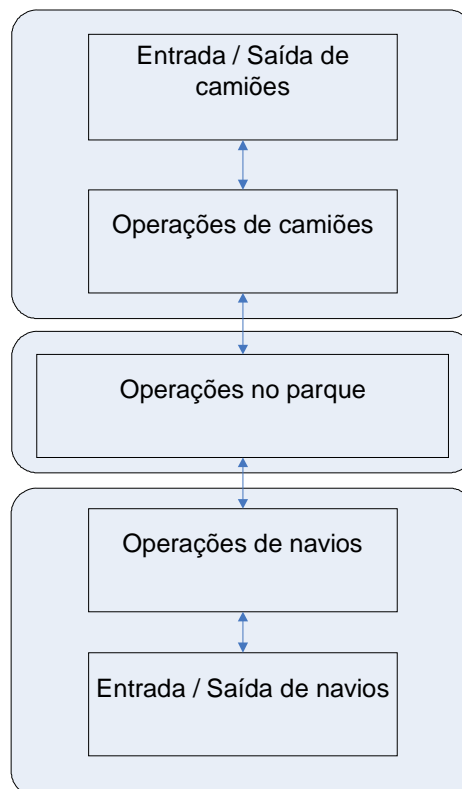 Entrada / Saída de
camiões
Operações de camiões
Operações no parque
Operações de navios
Entrada / Saída de navios